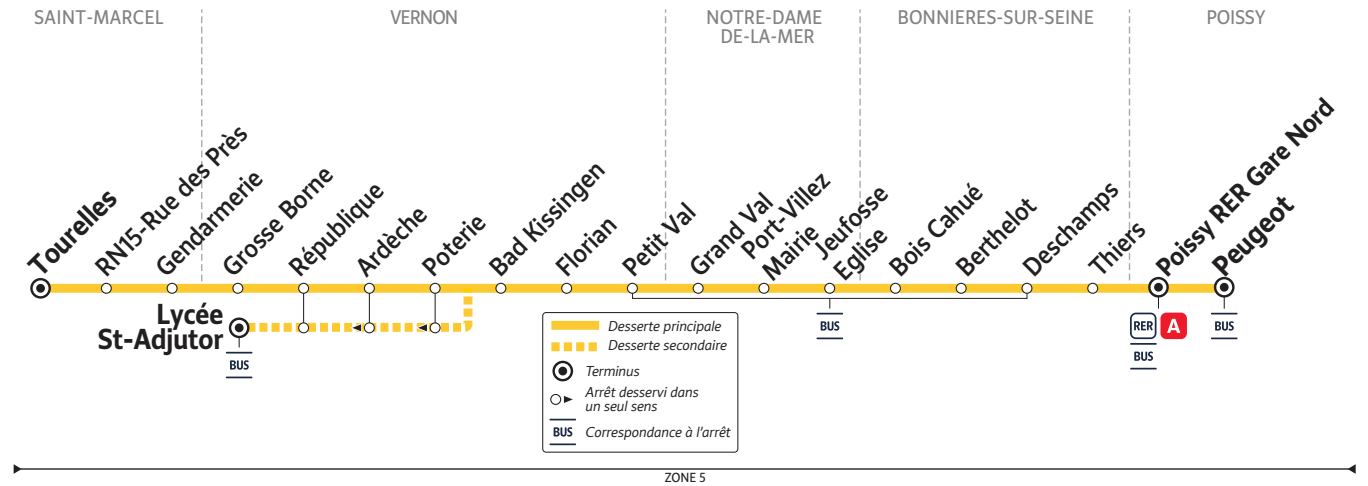 SAINT-MARCEL
VERNON
NOTRE-DAME
DE-LA-MER
BONNIERES-SUR-SEINE
POISSY
Tourelles
RN15-Rue des Près
Gendarmerie
Grosse Borne
République
Ardèche
Poterie
Bad Kissingen
Florian
Petit Val
Grand Val
Port-Villez
Mairie
Jeufosse
Eglise
Bois Cahué
Berthelot
Deschamps
Thiers
Poissy RER Gare Nord
Peugeot
Lycée
St-Adjutor
BUS
BUS
RER
A
BUS
BUS
Desserte principale
Desserte secondaire
Terminus
Arrêt desservi dans
un seul sens
BUS
Correspondance à l'arrêt
ZONE 5